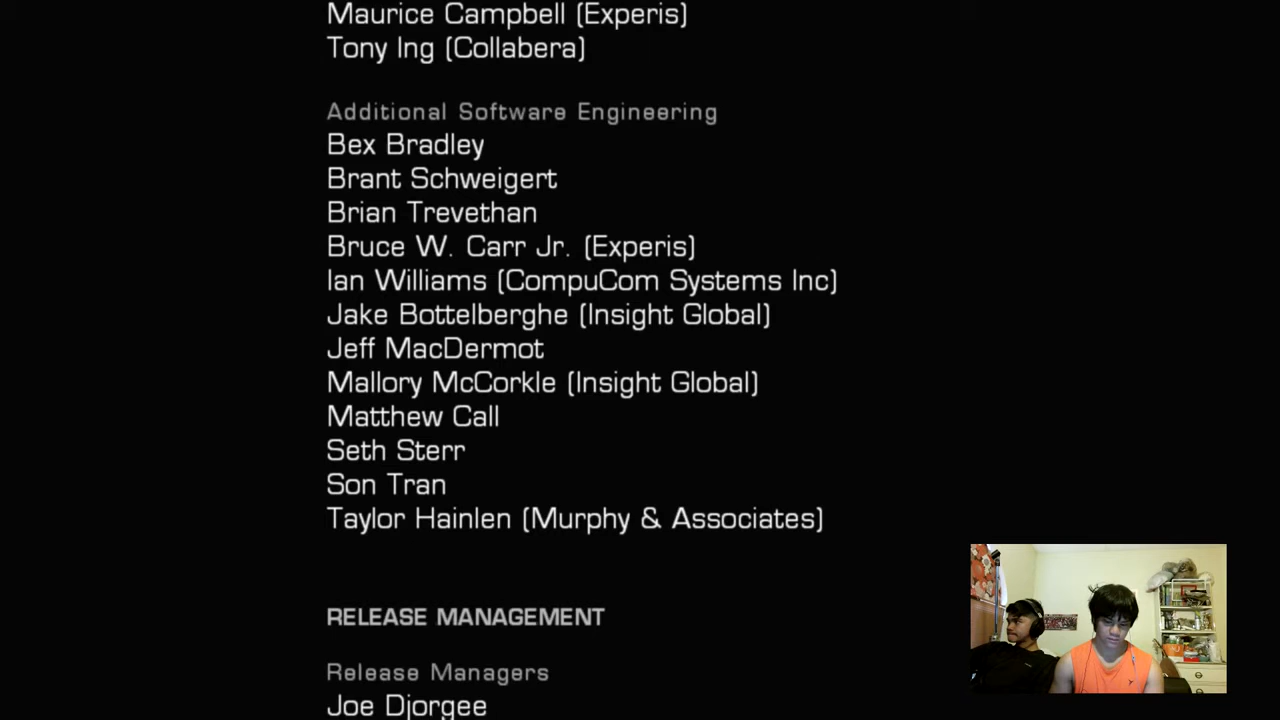 Maurice Campbell (Experis)
Tony Ing (Collabera)
Additional Software Engineering
Bex Bradley
Brant Schweigert
Brian Trevethan
Bruce W. Carr Jr. (Experis)
Ian Williams (CompuCom Systems Inc)
Jake Bottelberghe (Insight Global)
Jeff MacDermot
Mallory McCorkle (Insight Global)
Matthew Call
Seth Sterr
Son Tran
Taylor Hainlen (Murphy & Associates)
RELEASE MANAGEMENT
Release Managers
Joe Djorgee